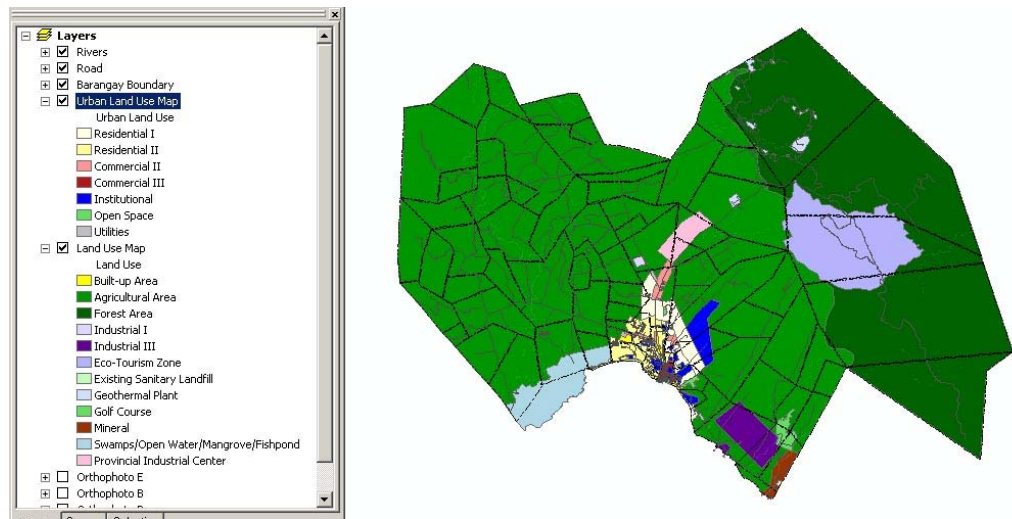 Layers
Rivers
Road
Barangay Boundary
Urban Land Use Map
Urban Land Use
Residential I
Residential II
Commercial II
Commercial III
Institutional
Open Space
Utilities
Land Use Map
Land Use
Built-up Area
Agricultural Area
Forest Area
Industrial I
Industrial III
Eco-Tourism Zone
Existing Sanitary Landfill
Geothermal Plant
Golf Course
Mineral
Swamps/Open Water/Mangrove/Fishpond
Provincial Industrial Center
Orthophoto E
Orthophoto B